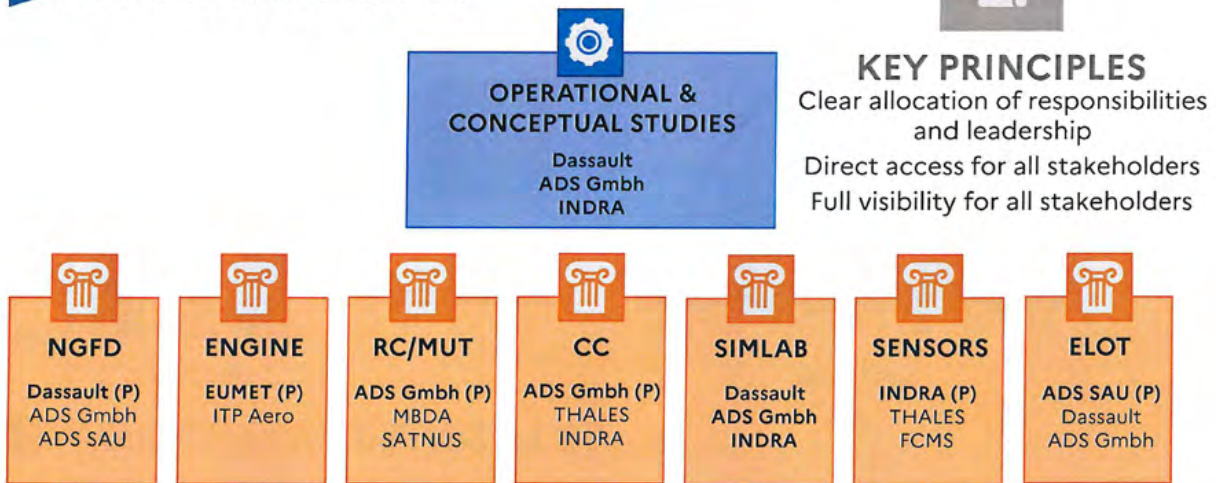 OPERATIONAL &
CONCEPTUAL STUDIES
Dassault
ADS Gmbh
INDRA
KEY PRINCIPLES
Clear allocation of responsibilities
and leadership
Direct access for all stakeholders
Full visibility for all stakeholders
NGFD
Dassault (P)
ADS Gmbh
ADS SAU
ENGINE
EUMET (P)
ITP Aero
RC/MUT
ADS Gmbh (P)
MBDA
SATNUS
CC
ADS Gmbh (P)
THALES
INDRA
SIMLAB
Dassault
ADS Gmbh
INDRA
SENSORS
INDRA (P)
THALES
FCMS
ELOT
ADS SAU (P)
Dassault
ADS Gmbh